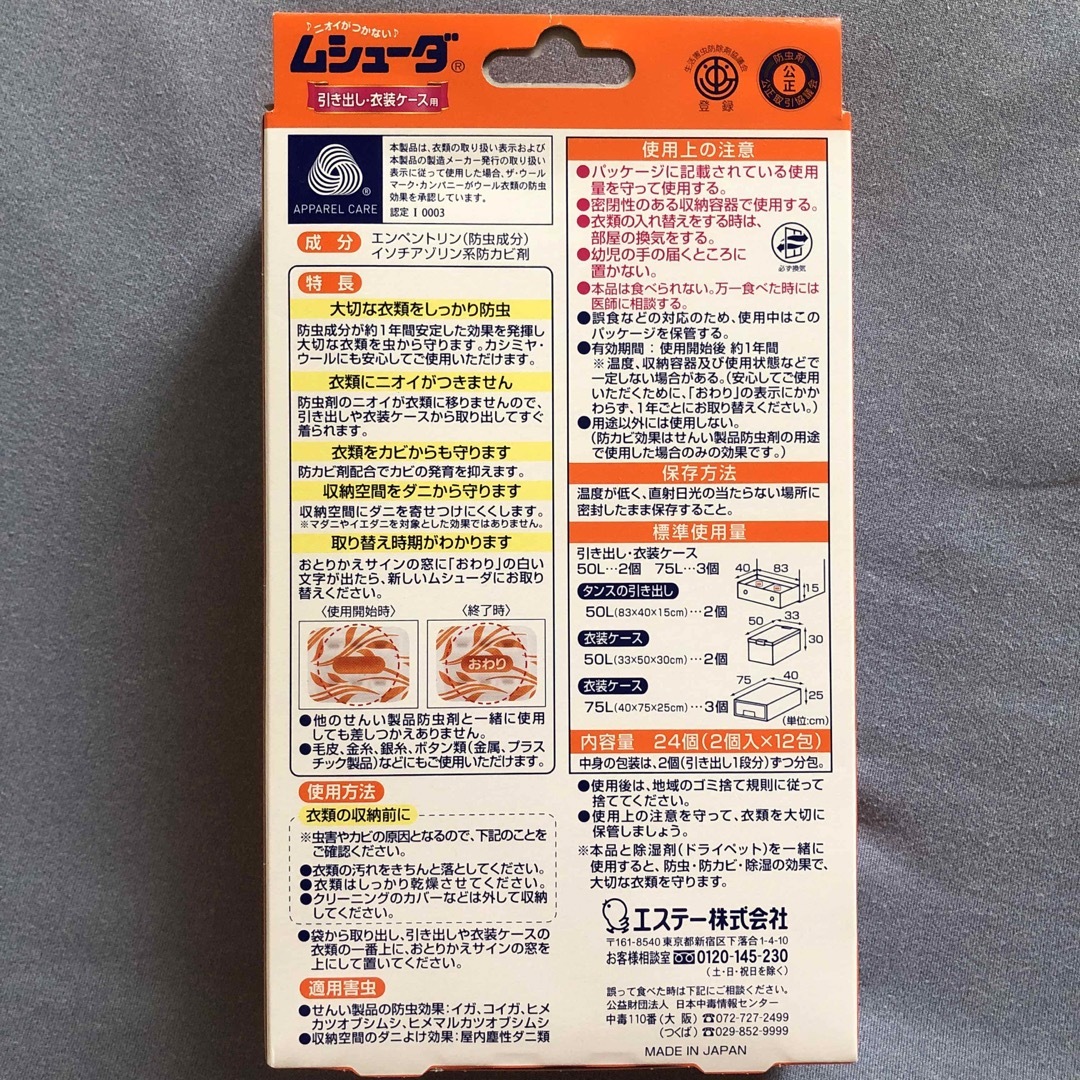 ♪ニオイがつかない♪
ムシューダ®
引き出し・衣装ケース用
生活害虫防除剤協議会
登録
防虫剤
公正
公正取引協議会
APPAREL CARE
本製品は、衣類の取り扱い表示および
本製品の製造メーカー発行の取り扱い
表示に従って使用した場合、ザ・ウール
マーク・カンパニーがウール衣類の防虫
効果を承認しています。
認定 I 0003
成分 エンペントリン(防虫成分)
イソチアゾリン系防カビ剤
特長
大切な衣類をしっかり防虫
防虫成分が約1年間安定した効果を発揮し
大切な衣類を虫から守ります。カシミヤ・
ウールにも安心してご使用いただけます。
衣類にニオイがつきません
防虫剤のニオイが衣類に移りませんので、
引き出しや衣装ケースから取り出してすぐ
着られます。
衣類をカビからも守ります
防カビ剤配合でカビの発育を抑えます。
収納空間をダニから守ります
収納空間にダニを寄せつけにくくします。
※マダニやイエダニを対象とした効果ではありません。
取り替え時期がわかります
おとりかえサインの窓に「おわり」の白い
文字が出たら、新しいムシューダにお取り
替えください。
〈使用開始時〉 〈終了時〉
おわり
●他のせんい製品防虫剤と一緒に使用
しても差しつかえありません。
●毛皮、金糸、銀糸、ボタン類(金属、プラス
チック製品)などにもご使用いただけます。
使用方法
衣類の収納前に
※虫害やカビの原因となるので、下記のことを
ご確認ください。
●衣類の汚れをきちんと落としてください。
●衣類はしっかり乾燥させてください。
●クリーニングのカバーなどは外して収納
してください。
●袋から取り出し、引き出しや衣装ケースの
衣類の一番上に、おとりかえサインの窓を
上にして置いてください。
適用害虫
●せんい製品の防虫効果:イガ、コイガ、ヒメ
カツオブシムシ、ヒメマルカツオブシムシ
●収納空間のダニよけ効果:屋内塵性ダニ類
使用上の注意
●パッケージに記載されている使用
量を守って使用する。
●密閉性のある収納容器で使用する。
●衣類の入れ替えをする時は、
部屋の換気をする。
●幼児の手の届くところに
置かない。
必ず換気
●本品は食べられない。万一食べた時には
医師に相談する。
●誤食などの対応のため、使用中はこの
パッケージを保管する。
●有効期間:使用開始後 約1年間
※温度、収納容器及び使用状態などで
一定しない場合がある。(安心してご使用
いただくために、「おわり」の表示にかか
わらず、1年ごとにお取り替えください。)
●用途以外には使用しない。
(防カビ効果はせんい製品防虫剤の用途
で使用した場合のみの効果です。)
保存方法
温度が低く、直射日光の当たらない場所に
密封したまま保存すること。
標準使用量
引き出し・衣装ケース
50L…2個 75L…3個
40 83 15
タンスの引き出し
50L(83×40×15cm)…2個
50 33 30
衣装ケース
50L(33×50×30cm)…2個
75 40 25
衣装ケース
75L(40×75×25cm)…3個
(単位:cm)
内容量 24個(2個入×12包)
中身の包装は、2個(引き出し1段分)ずつ分包。
●使用後は、地域のゴミ捨て規則に従って
捨ててください。
●使用上の注意を守って、衣類を大切に
保管しましょう。
※本品と除湿剤(ドライペット)を一緒に
使用すると、防虫・防カビ・除湿の効果で、
大切な衣類を守ります。
エステー株式会社
〒161-8540 東京都新宿区下落合1-4-10
お客様相談室 0120-145-230
(土・日・祝日を除く)
誤って食べた時は下記にご相談ください。
公益財団法人 日本中毒情報センター
中毒110番(大 阪)☎072-727-2499
(つくば)☎029-852-9999
MADE IN JAPAN